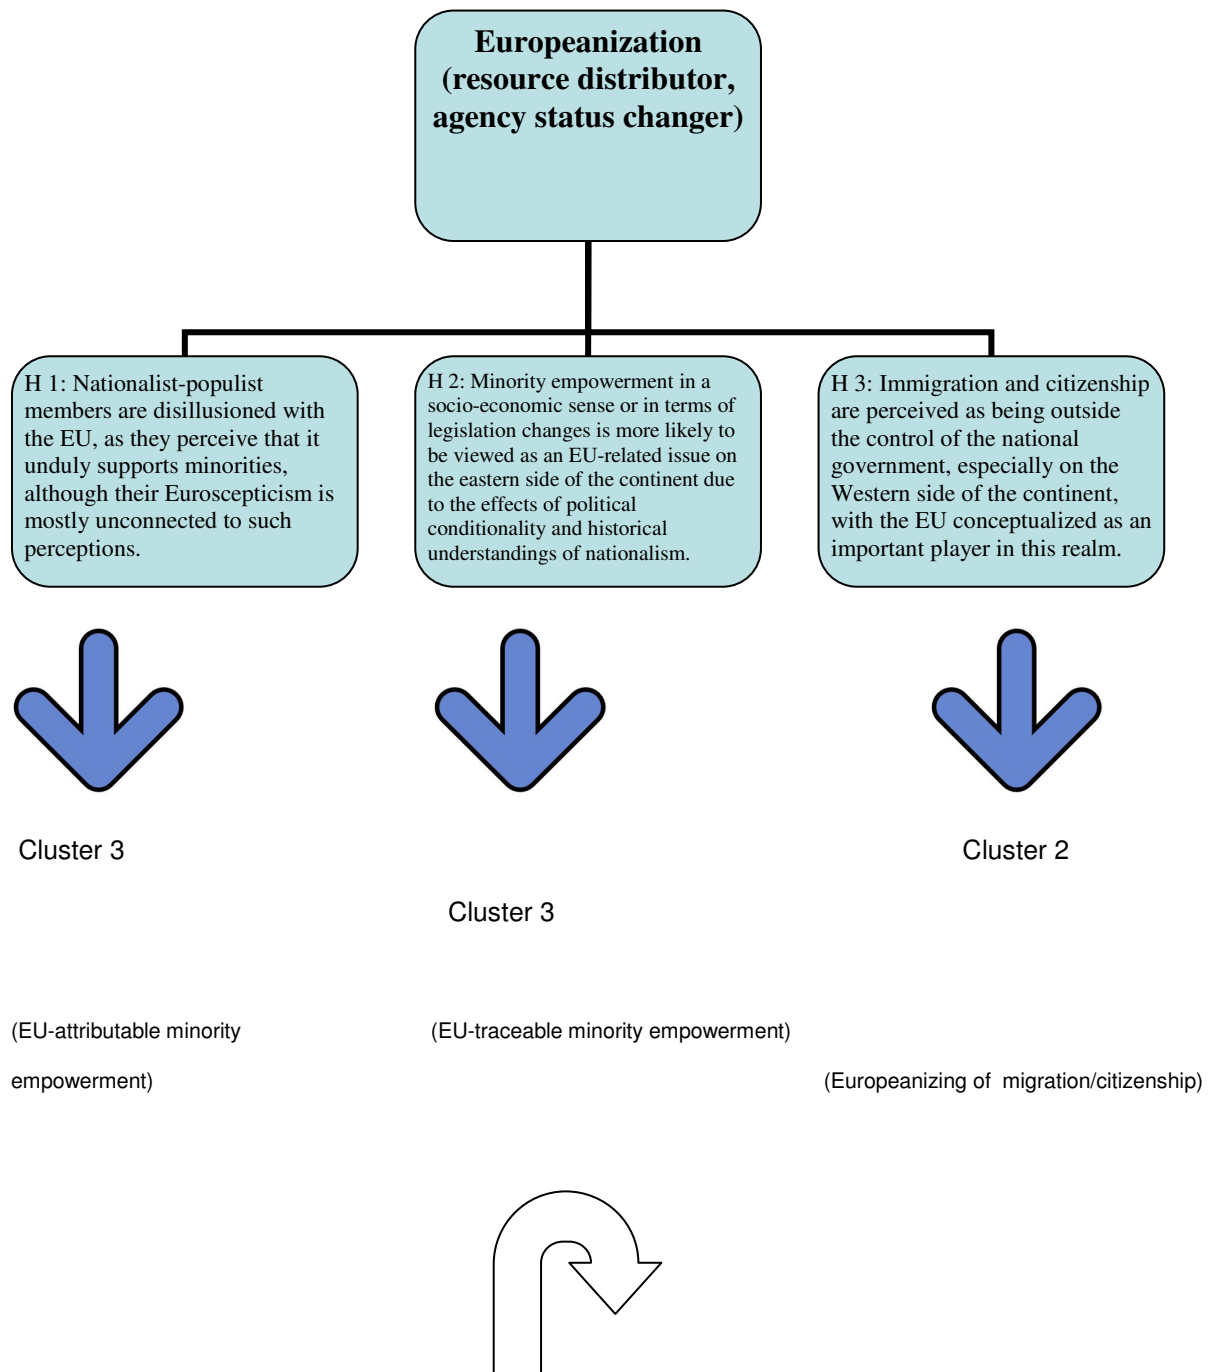 Europeanization
(resource distributor,
agency status changer)
H 1: Nationalist-populist
members are disillusioned with
the EU, as they perceive that it
unduly supports minorities,
although their Euroscepticism is
mostly unconnected to such
perceptions.
H 2: Minority empowerment in a
socio-economic sense or in terms of
legislation changes is more likely to
be viewed as an EU-related issue on
the eastern side of the continent due
to the effects of political
conditionality and historical
understandings of nationalism.
H 3: Immigration and citizenship
are perceived as being outside
the control of the national
government, especially on the
Western side of the continent,
with the EU conceptualized as an
important player in this realm.
Cluster 3
Cluster 2
Cluster 3
(EU-attributable minority
empowerment)
(EU-traceable minority empowerment)
(Europeanizing of migration/citizenship)